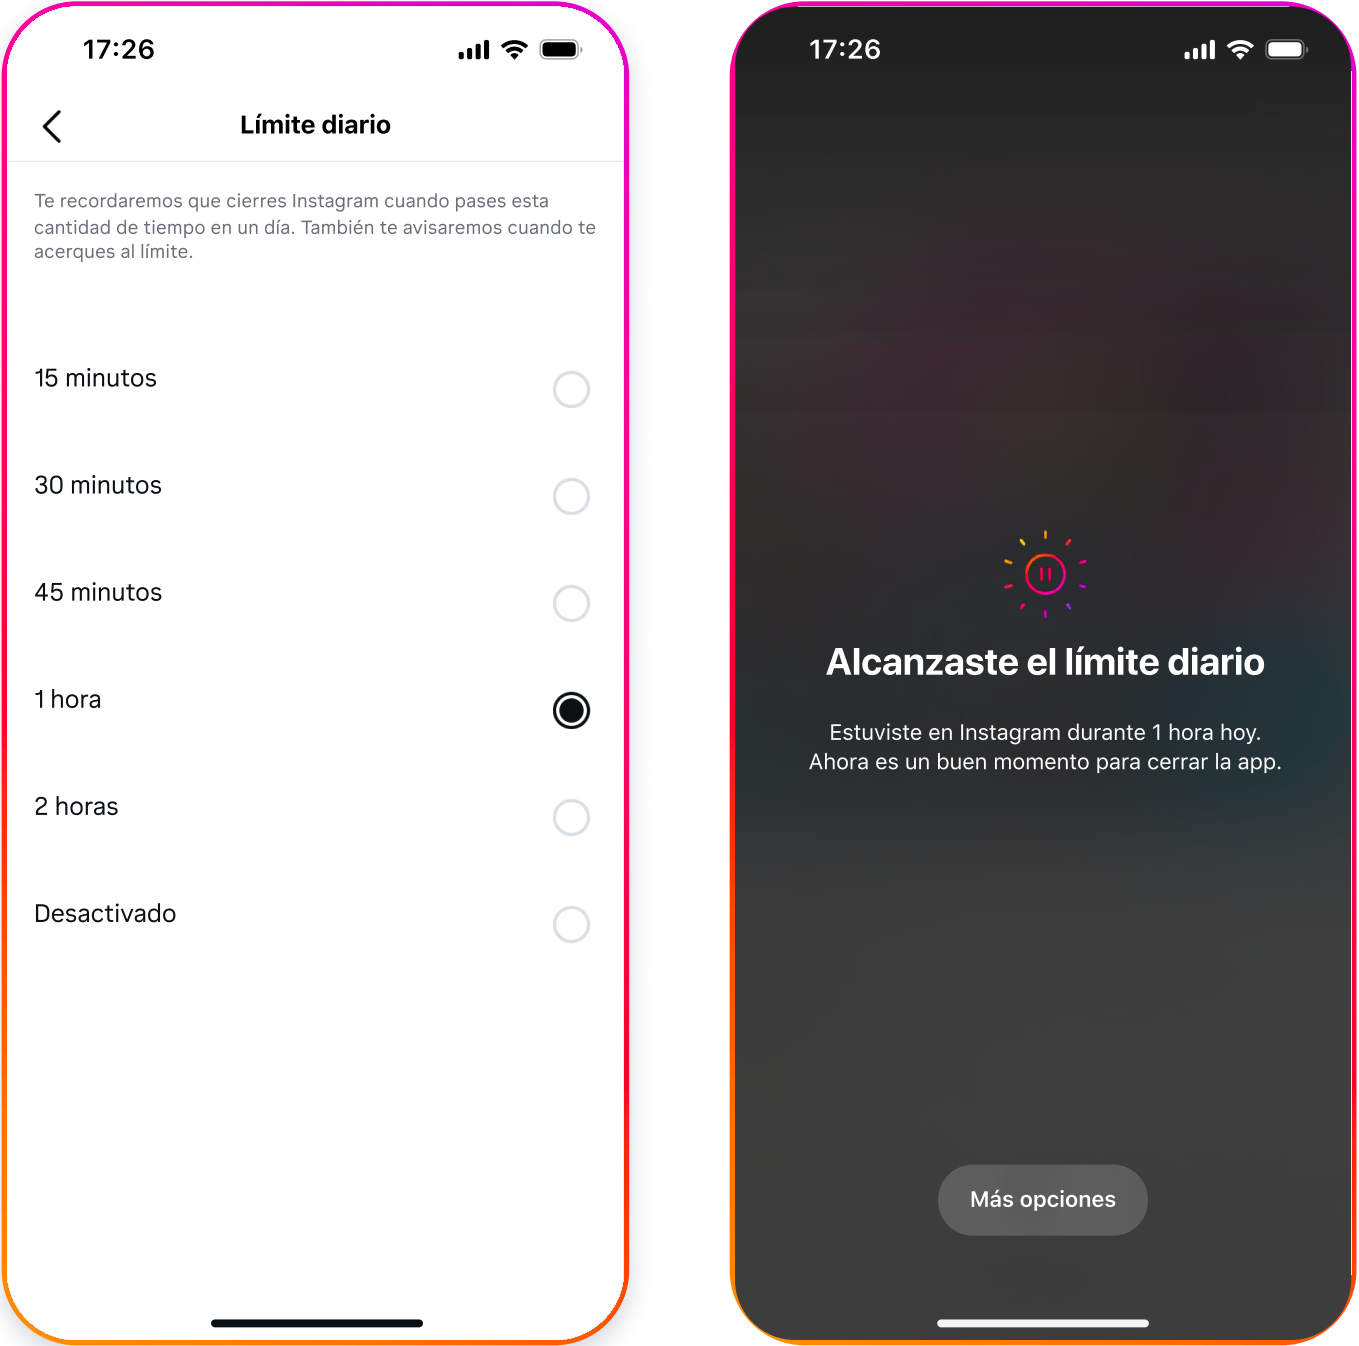 17:26
Límite diario
Te recordaremos que cierres Instagram cuando pases esta
cantidad de tiempo en un día. También te avisaremos cuando te
acerques al límite.
15 minutos
30 minutos
45 minutos
1 hora
2 horas
Desactivado
17:26
Alcanzaste el límite diario
Estuviste en Instagram durante 1 hora hoy.
Ahora es un buen momento para cerrar la app.
Más opciones